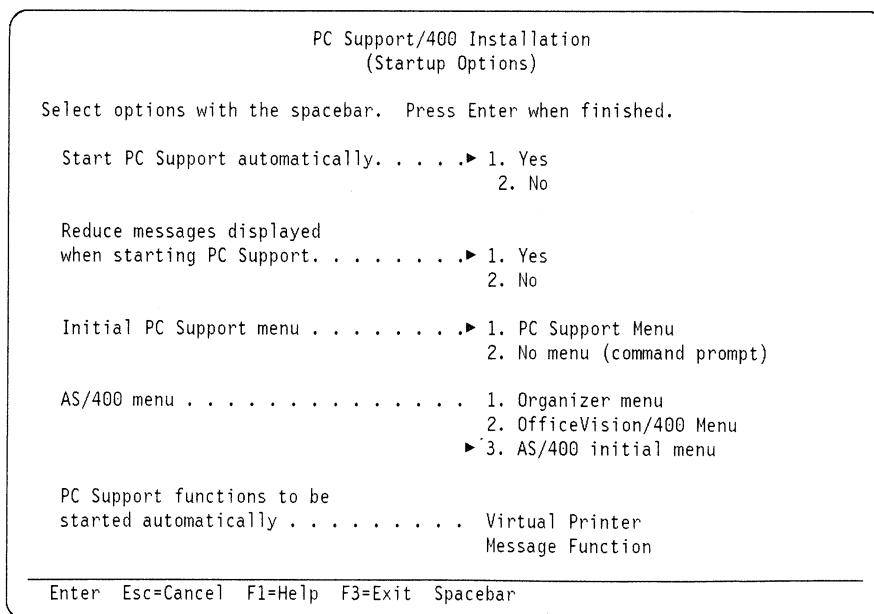 PC Support/400 Installation
(Startup Options)
Select options with the spacebar.  Press Enter when finished.
Start PC Support automatically. . . . .► 1. Yes
2. No
Reduce messages displayed
when starting PC Support. . . . . . . .► 1. Yes
2. No
Initial PC Support menu . . . . . . . .► 1. PC Support Menu
2. No menu (command prompt)
AS/400 menu . . . . . . . . . . . . . . 1. Organizer menu
2. OfficeVision/400 Menu
► 3. AS/400 initial menu
PC Support functions to be
started automatically . . . . . . . . . Virtual Printer
Message Function
Enter  Esc=Cancel  F1=Help  F3=Exit  Spacebar